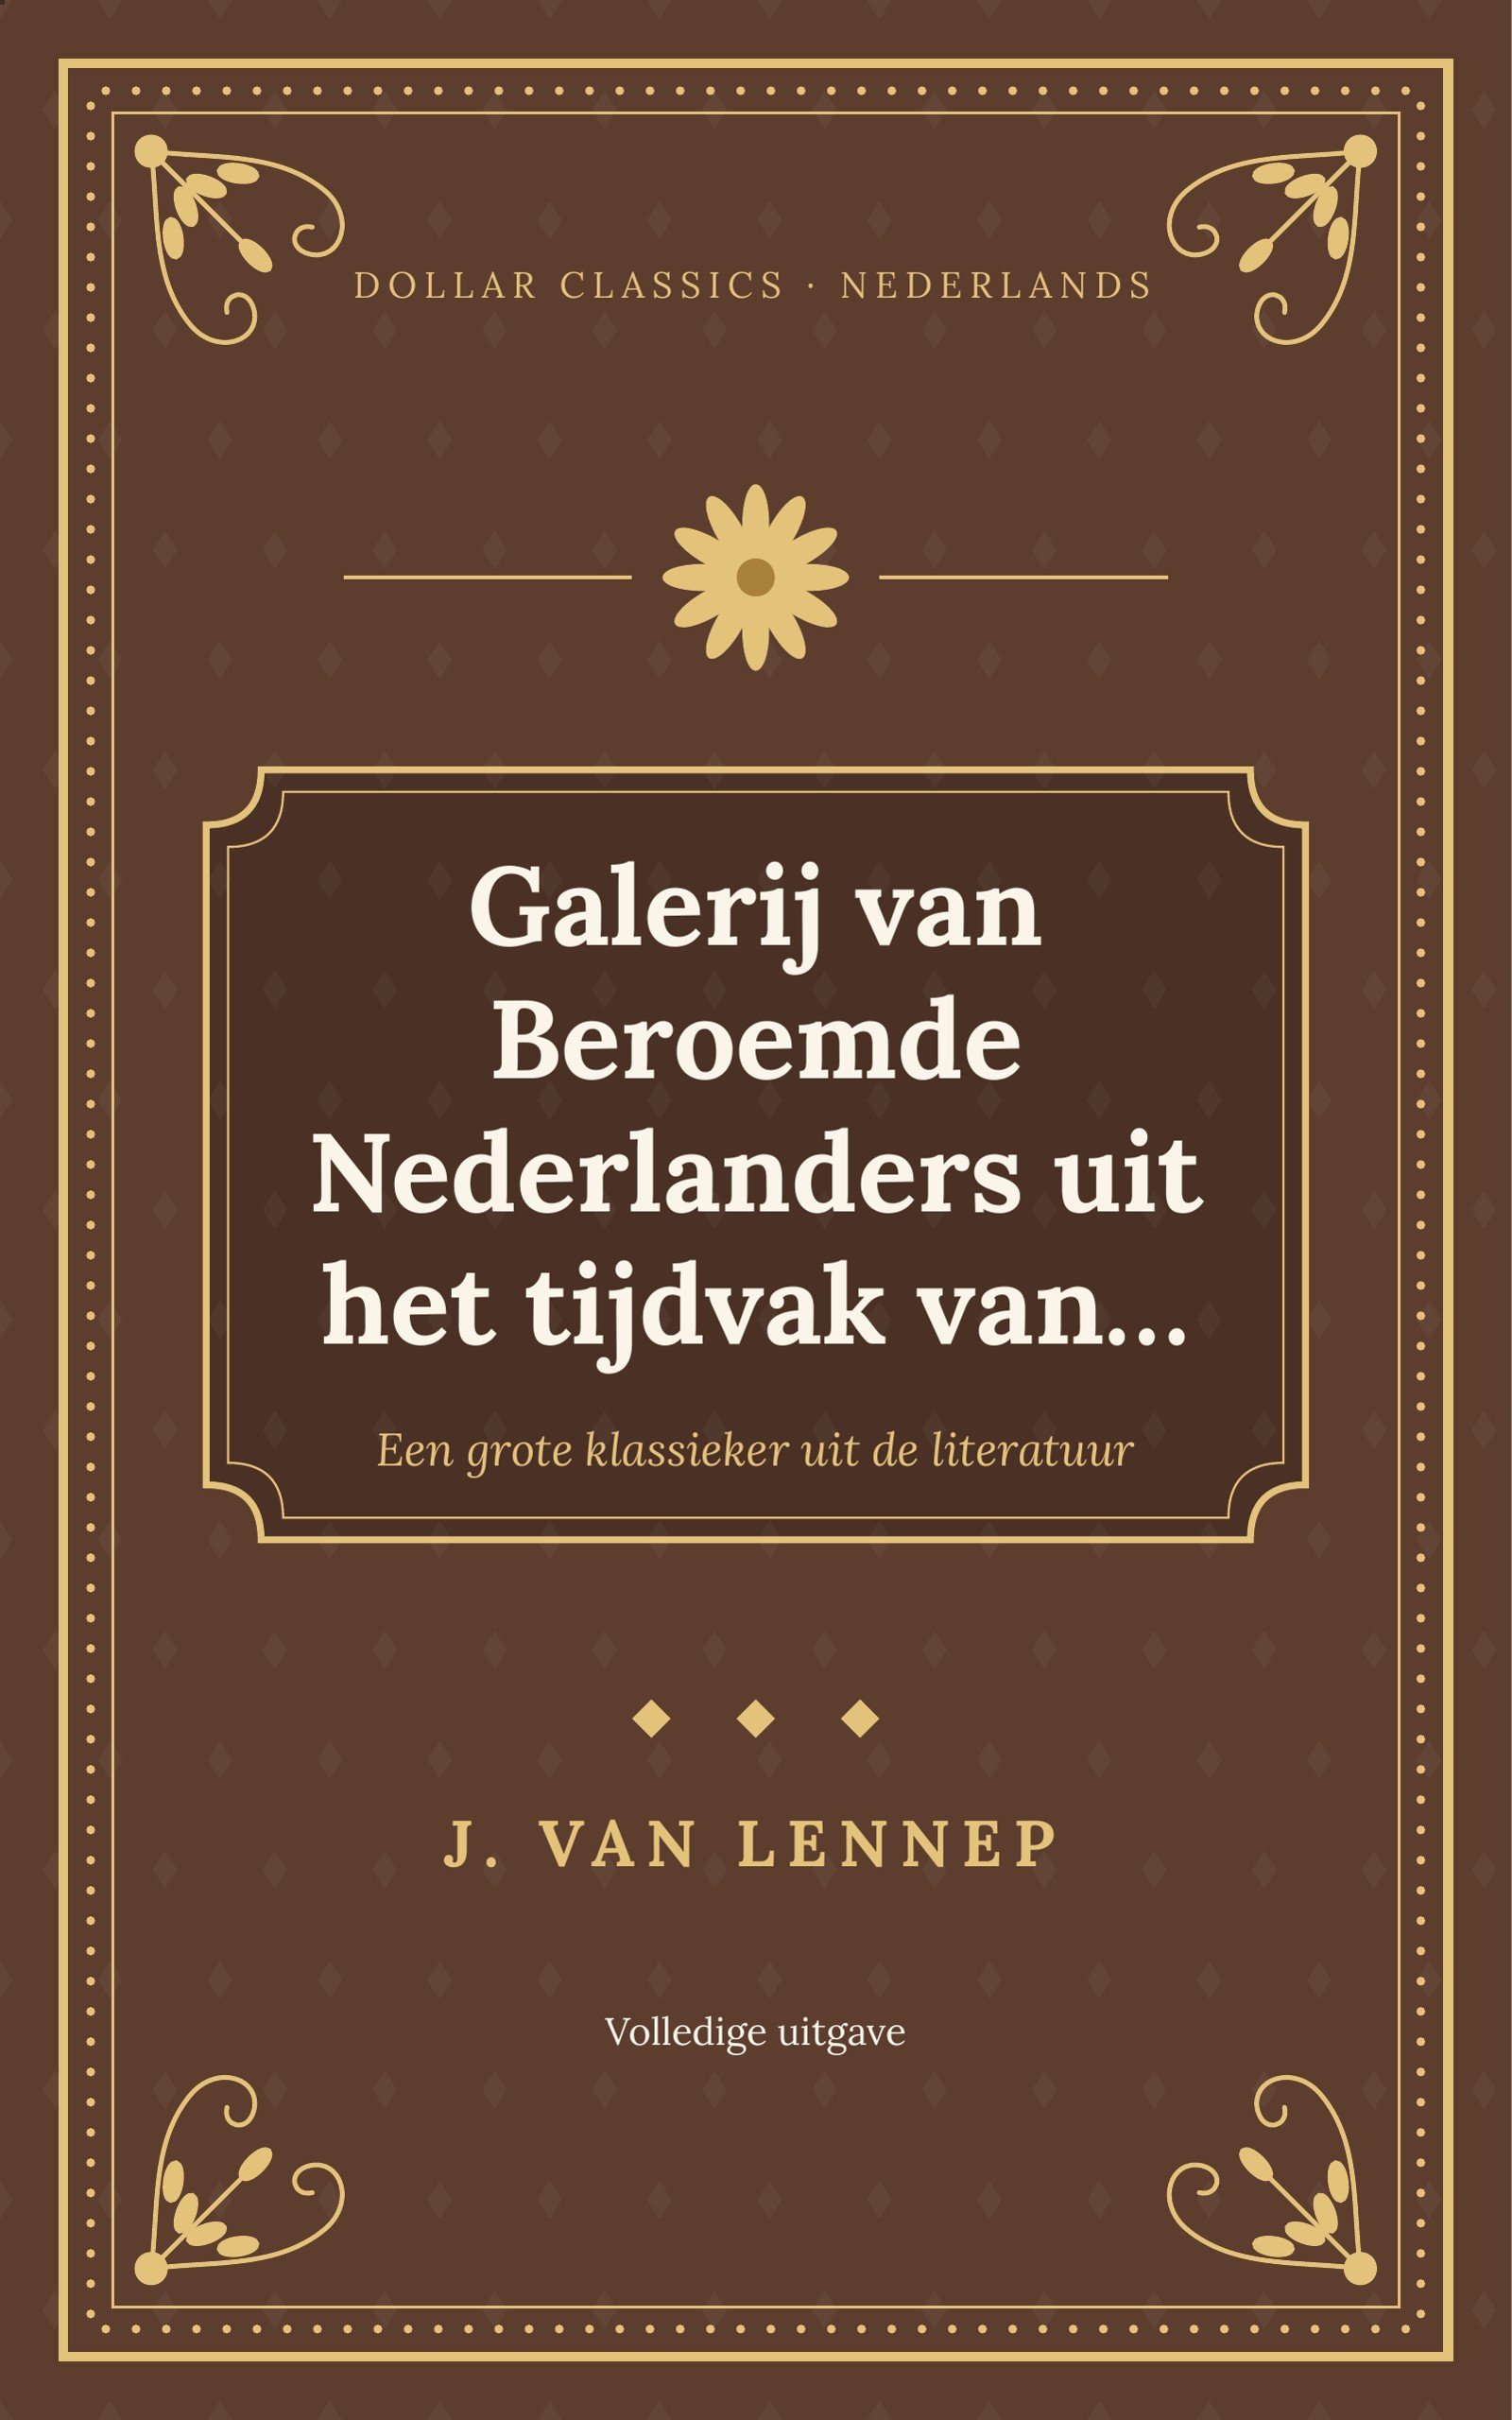 DOLLAR CLASSICS · NEDERLANDS
Galerij van
Beroemde
Nederlanders uit
het tijdvak van...
Een grote klassieker uit de literatuur
J. VAN LENNEP
Volledige uitgave